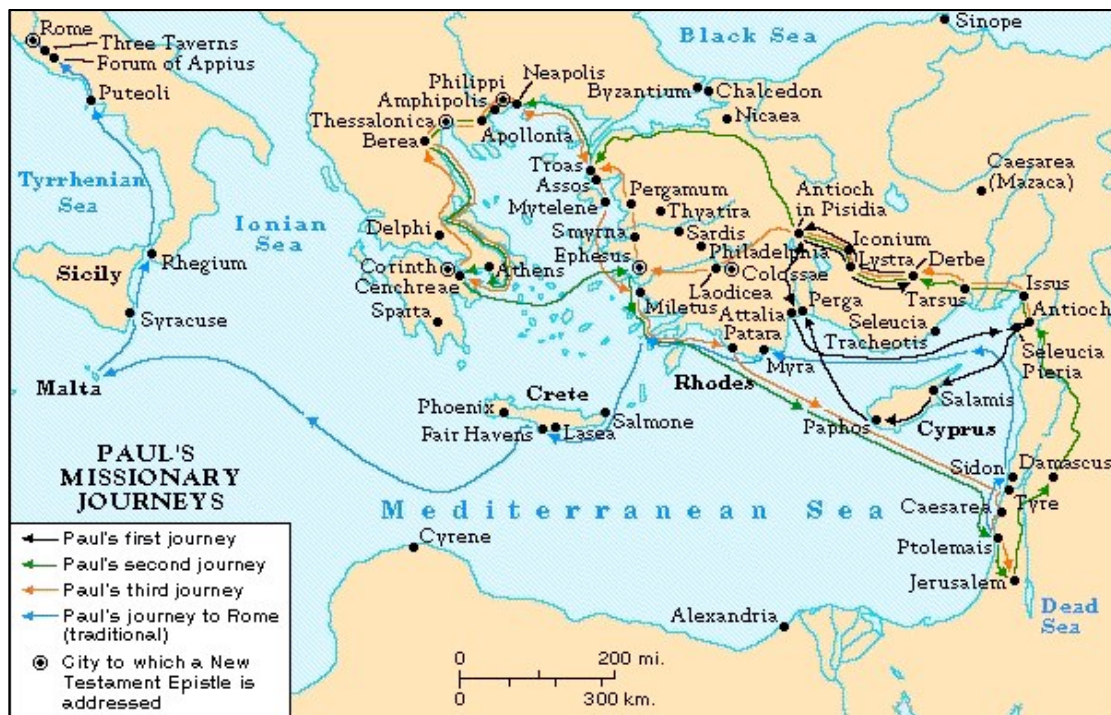 Rome
Three Taverns
Forum of Appius
Puteoli
Tyrrhenian
Sea
Ionian
Sea
Sicily
Rhegium
Syracuse
Malta
Black Sea
Sinope
Byzantium
Chalcedon
Nicaea
Philippi
Neapolis
Amphipolis
Thessalonica
Apollonia
Berea
Troas
Assos
Mytelene
Pergamum
Thyatira
Smyrna
Sardis
Philadelphia
Ephesus
Colossae
Laodicea
Miletus
Delphi
Corinth
Athens
Cenchreae
Sparta
Caesarea
(Mazaca)
Antioch
in Pisidia
Iconium
Lystra
Derbe
Tarsus
Issus
Antioch
Perga
Attalia
Patara
Myra
Seleucia
Tracheotis
Seleucia
Pieria
Rhodes
Salamis
Paphos
Cyprus
Crete
Phoenix
Salmone
Fair Havens
Lasea
Sidon
Damascus
Tyre
Caesarea
Ptolemais
Jerusalem
Dead
Sea
Mediterranean Sea
Cyrene
Alexandria
PAUL'S
MISSIONARY
JOURNEYS
Paul's first journey
Paul's second journey
Paul's third journey
Paul's journey to Rome
(traditional)
City to which a New
Testament Epistle is
addressed
0 200 mi.
0 300 km.